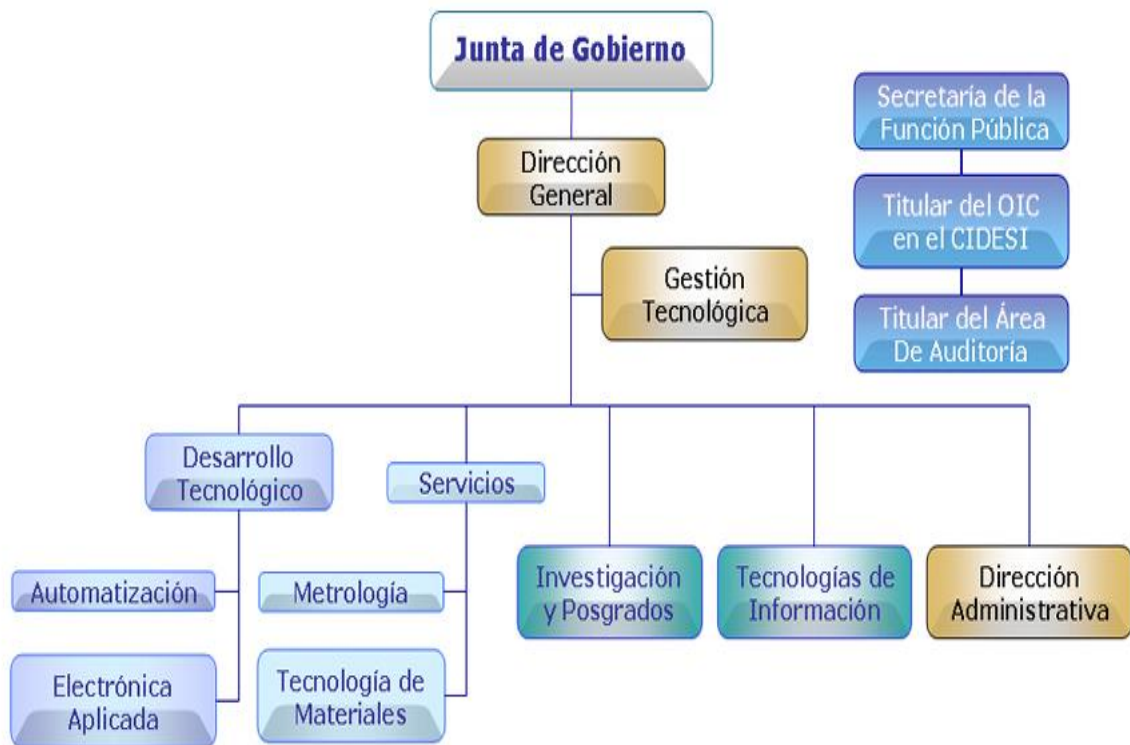 Junta de Gobierno
Dirección
General
Gestión
Tecnológica
Secretaría de la
Función Pública
Titular del OIC
en el CIDESI
Titular del Área
De Auditoría
Desarrollo
Tecnológico
Servicios
Automatización
Electrónica
Aplicada
Metrología
Tecnología de
Materiales
Investigación
y Posgrados
Tecnologías de
Información
Dirección
Administrativa